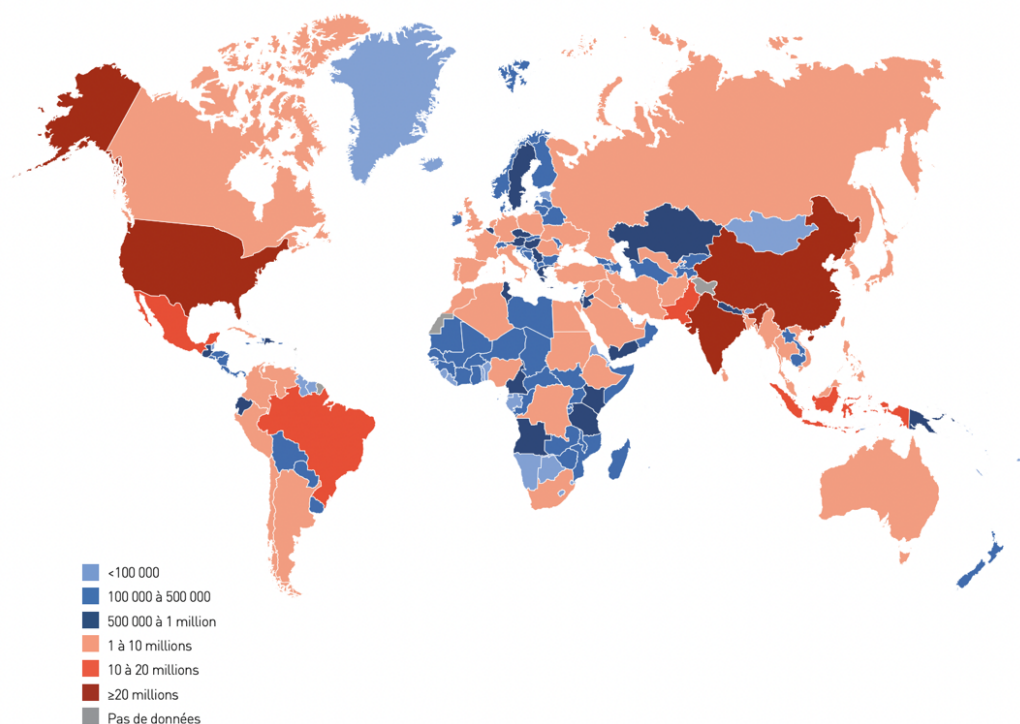 <100 000
100 000 à 500 000
500 000 à 1 million
1 à 10 millions
10 à 20 millions
≥20 millions
Pas de données